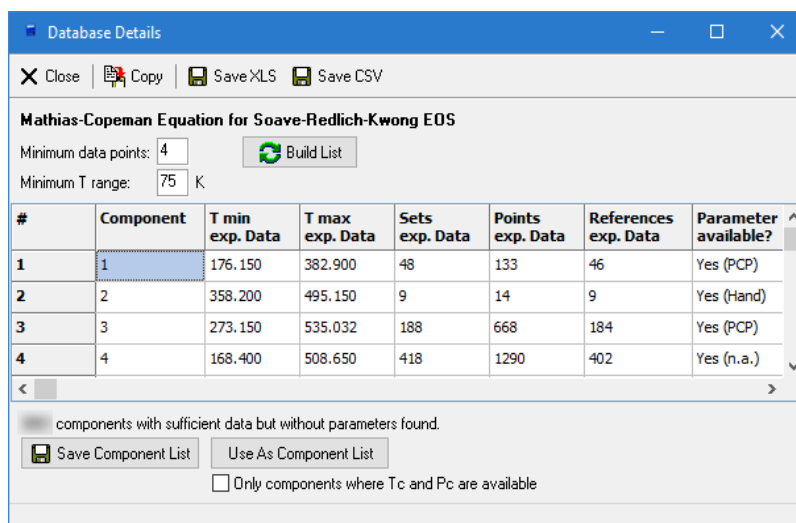 Database Details
Close Copy Save XLS Save CSV
Mathias-Copeman Equation for Soave-Redlich-Kwong EOS
Minimum data points: 4 Build List
Minimum T range: 75 K
# Component T min exp. Data T max exp. Data Sets exp. Data Points exp. Data References exp. Data Parameter available?
1 1 176.150 382.900 48 133 46 Yes (PCP)
2 2 358.200 495.150 9 14 9 Yes (Hand)
3 3 273.150 535.032 188 668 184 Yes (PCP)
4 4 168.400 508.650 418 1290 402 Yes (n.a.)
components with sufficient data but without parameters found.
Save Component List Use As Component List
Only components where Tc and Pc are available